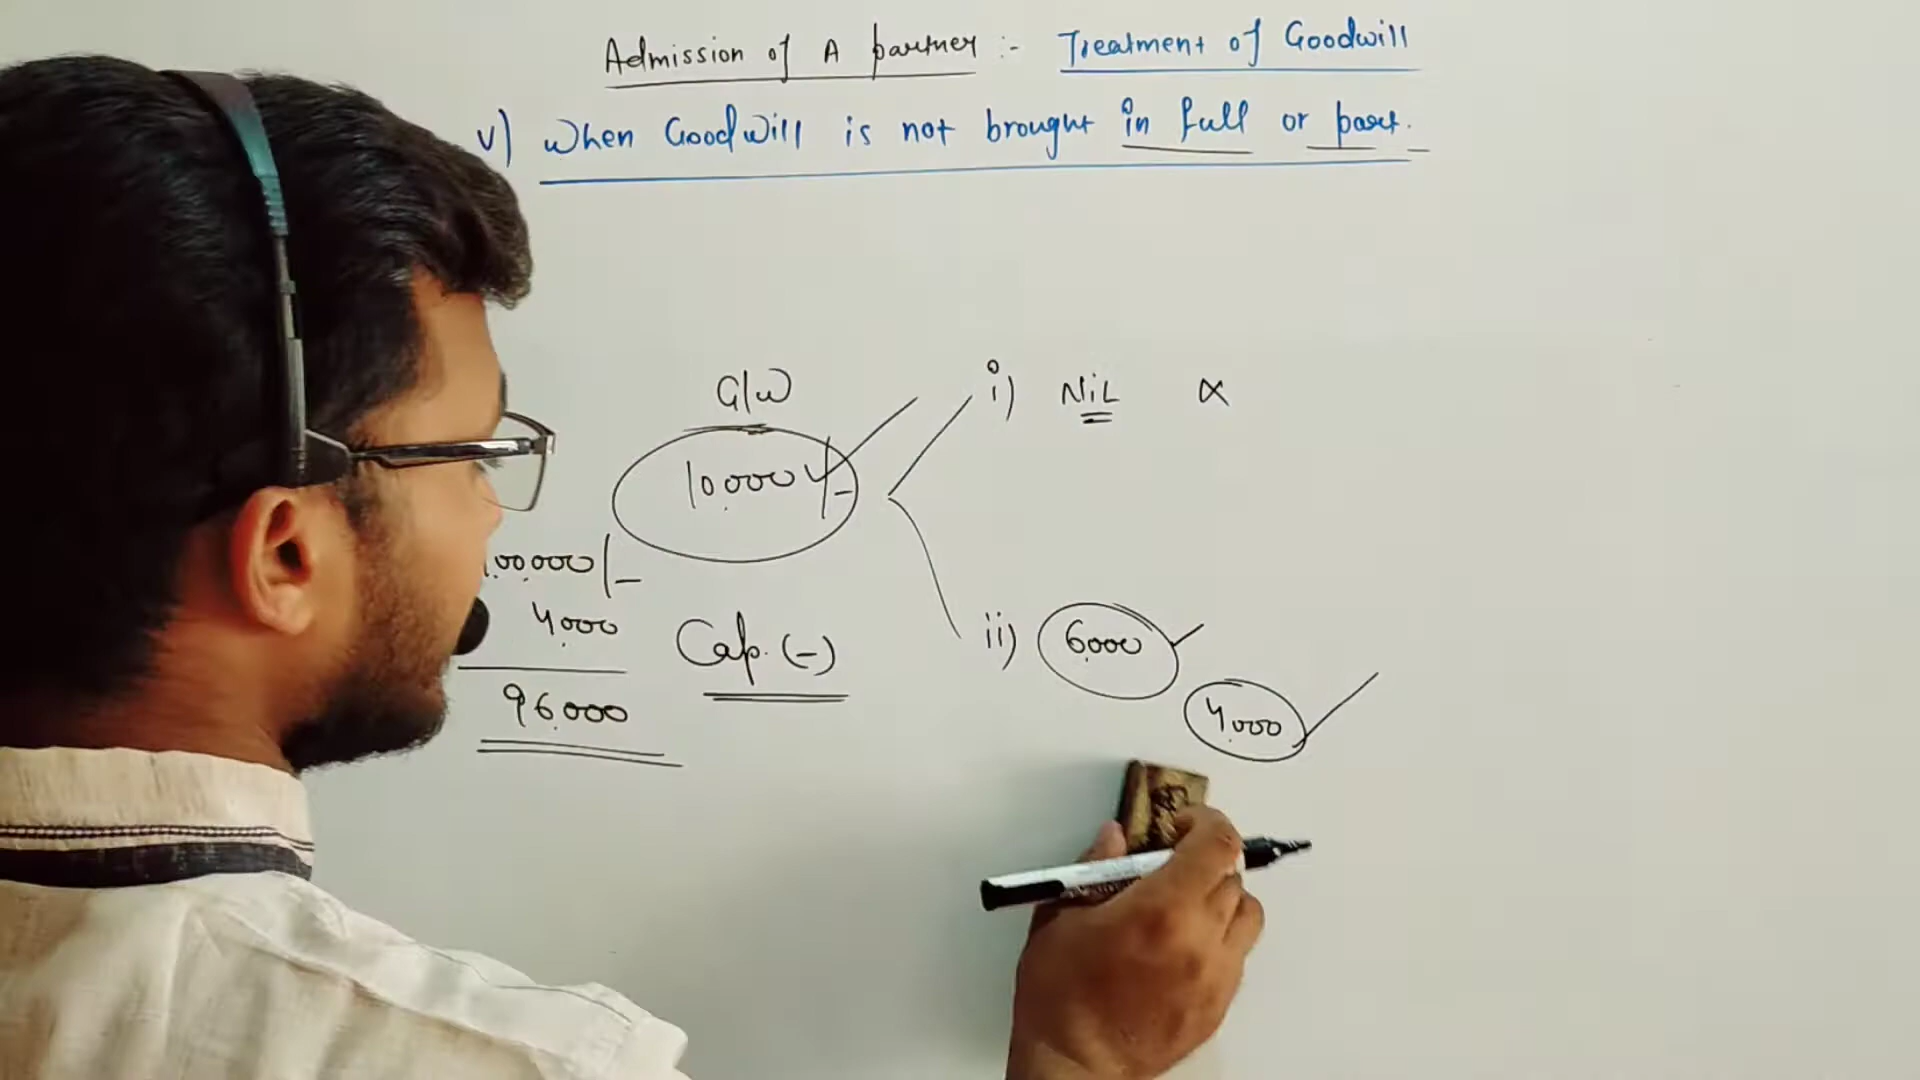 Admission of A partner :- Treatment of Goodwill
v) When Goodwill is not brought in full or part.
G/W
10,000/-
i) NiL
,00,000/-
4,000
96,000
Cap. (-)
ii) 6,000
4,000